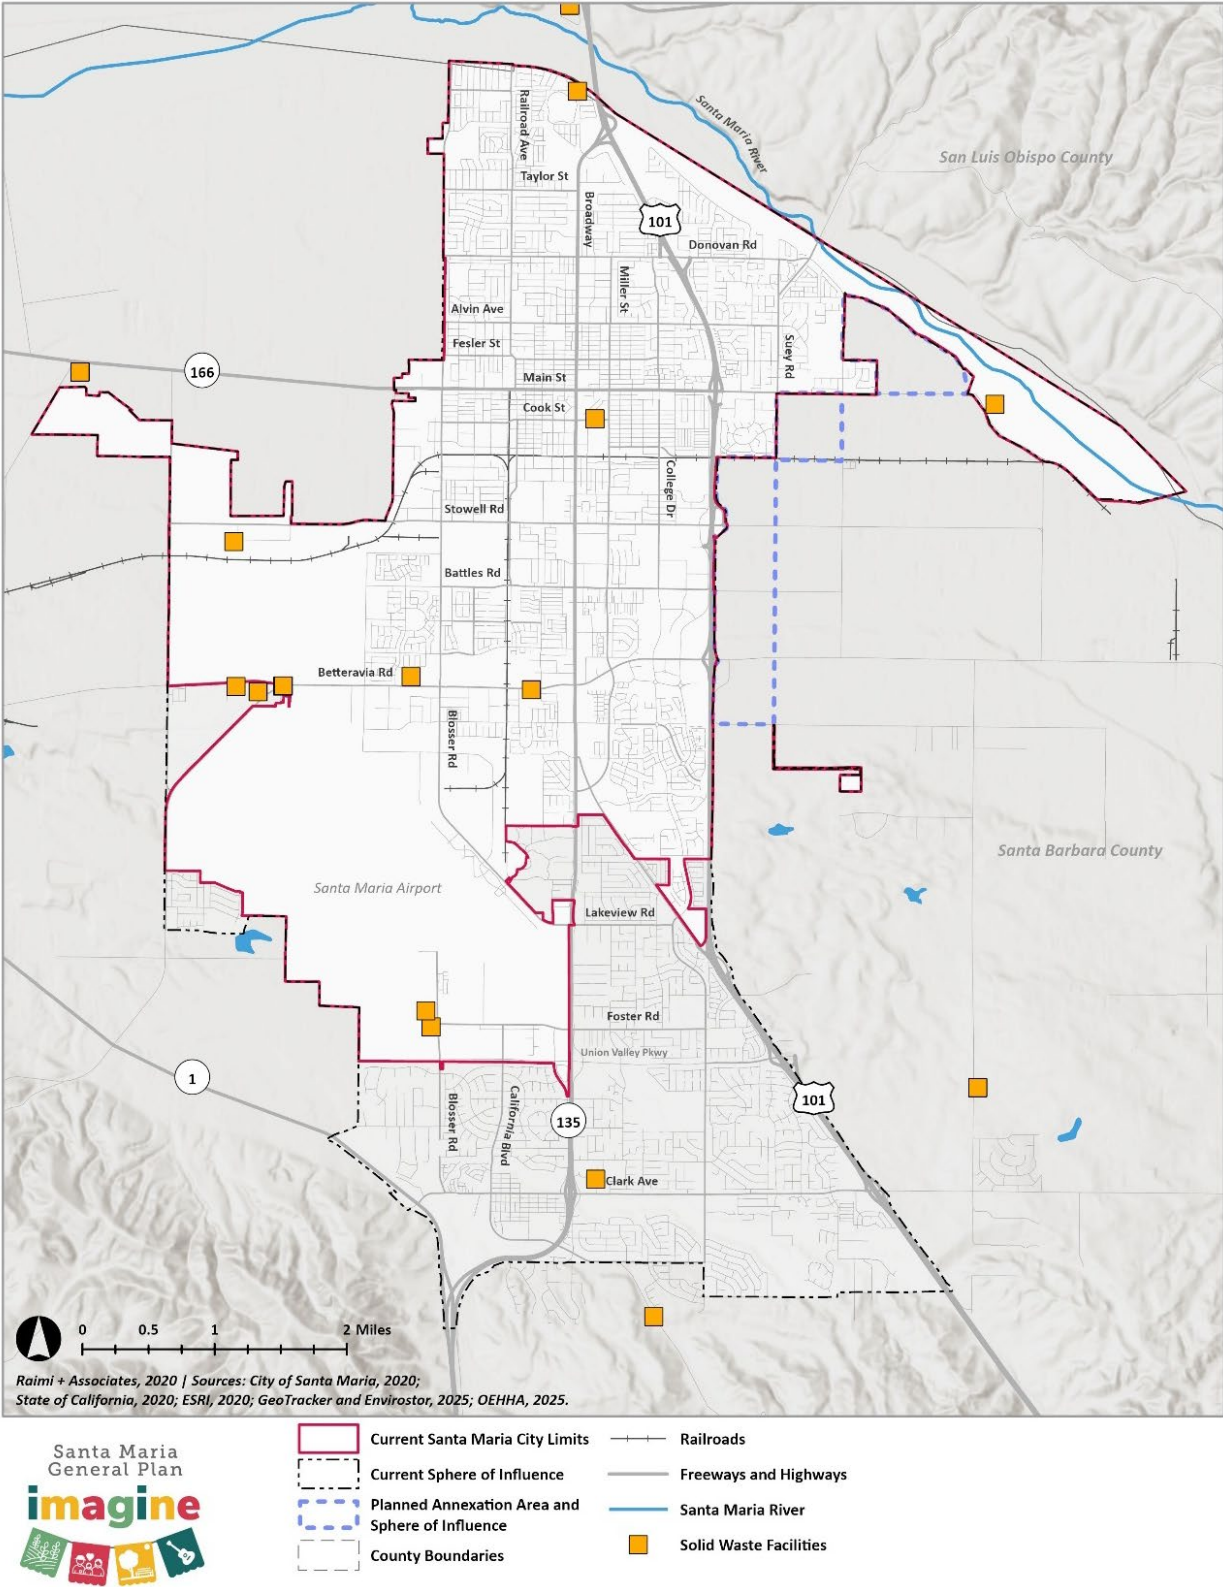 Santa Maria River
San Luis Obispo County
Railroad Ave
Taylor St
Broadway
101
Donovan Rd
Miller St
Alvin Ave
Fesler St
Suey Rd
166
Main St
Cook St
College Dr
Stowell Rd
Battles Rd
Betteravia Rd
Blosser Rd
Santa Maria Airport
Santa Barbara County
Lakeview Rd
Foster Rd
Union Valley Pkwy
1
Blosser Rd
California Blvd
135
101
Clark Ave
0 0.5 1 2 Miles
Raimi + Associates, 2020 | Sources: City of Santa Maria, 2020;
State of California, 2020; ESRI, 2020; GeoTracker and Envirostor, 2025; OEHHA, 2025.
Santa Maria
General Plan
imagine
Current Santa Maria City Limits
Current Sphere of Influence
Planned Annexation Area and
Sphere of Influence
County Boundaries
Railroads
Freeways and Highways
Santa Maria River
Solid Waste Facilities